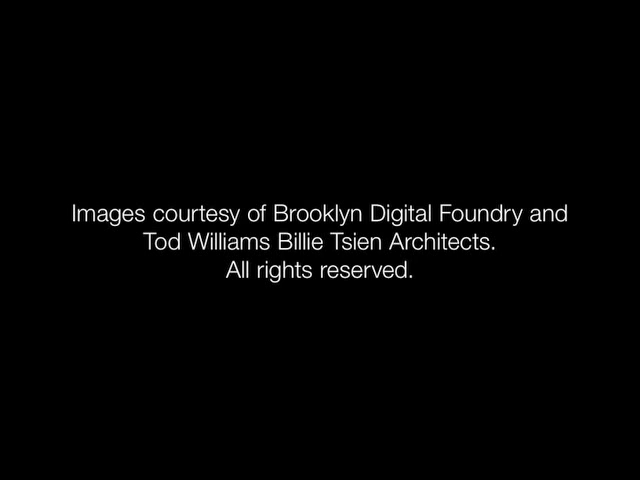 Images courtesy of Brooklyn Digital Foundry and
Tod Williams Billie Tsien Architects.
All rights reserved.